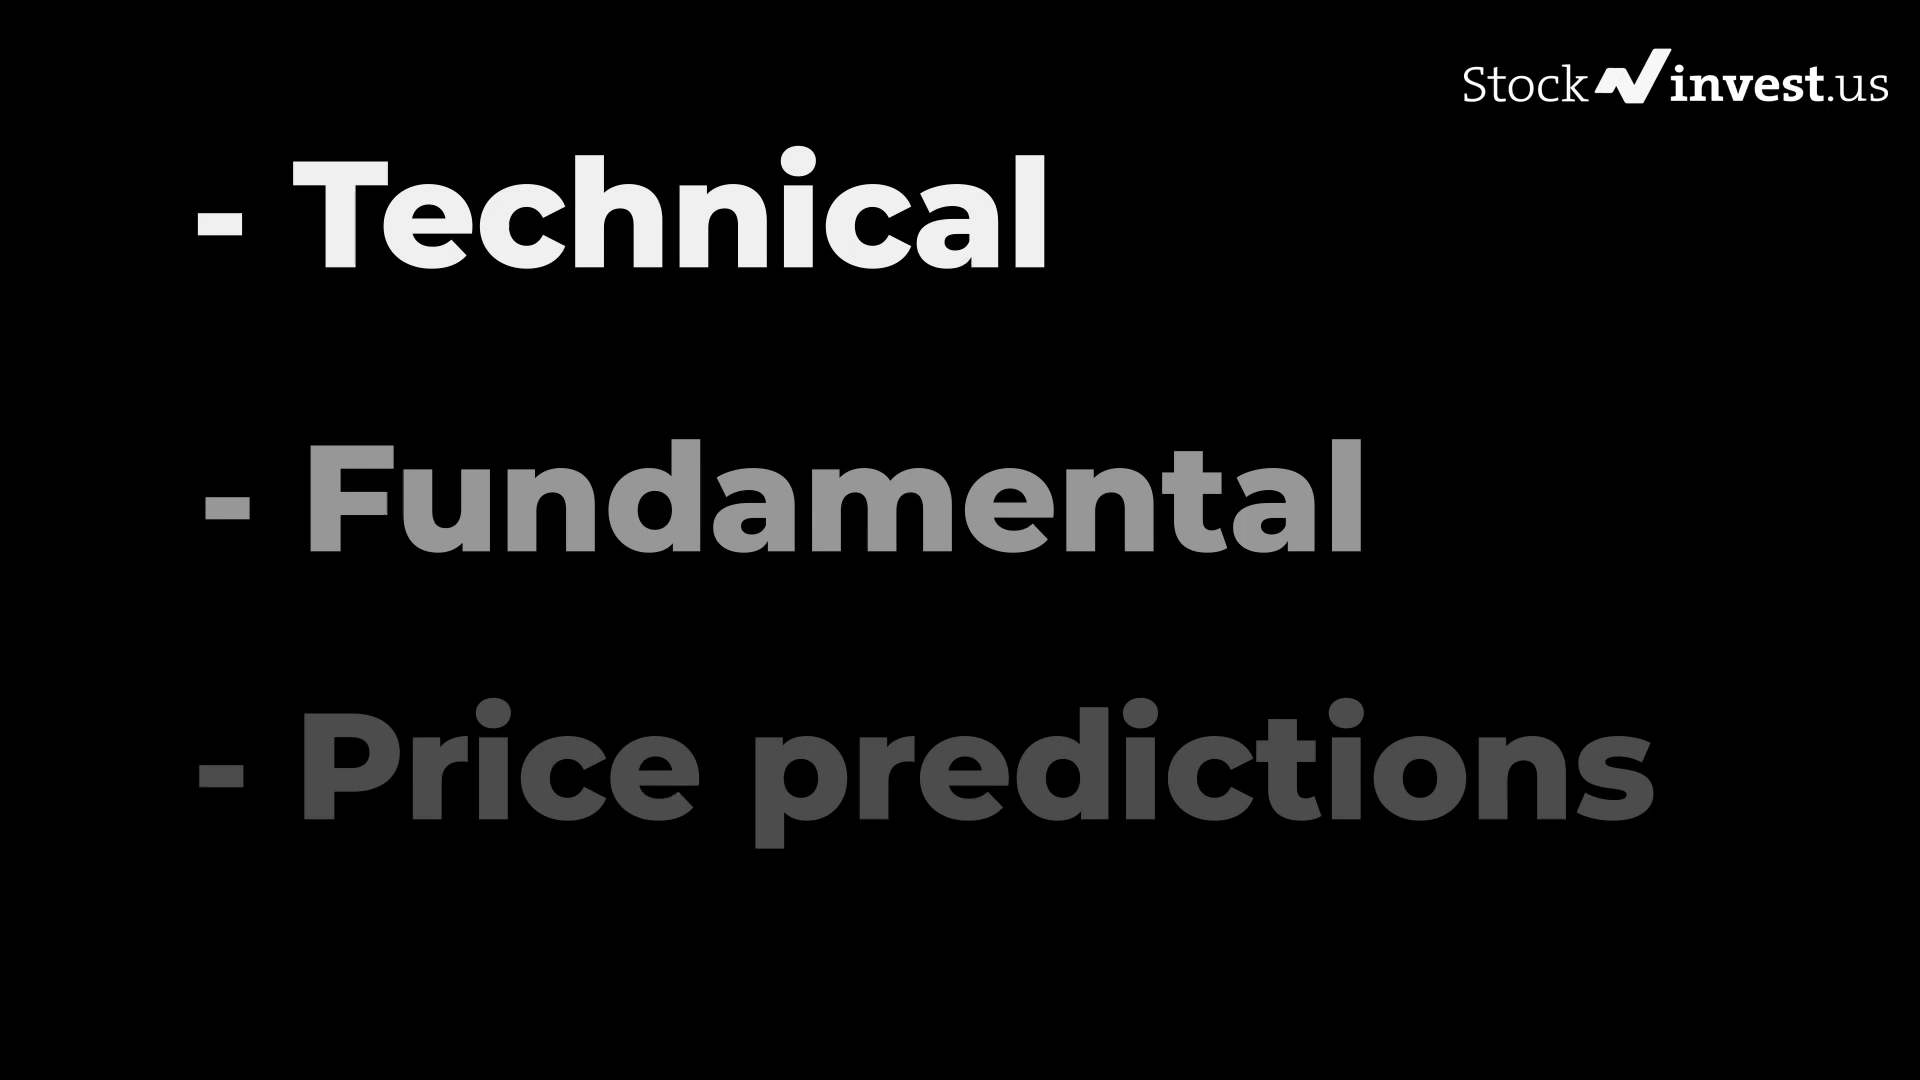 Stock invest.us
- Technical
- Fundamental
- Price predictions